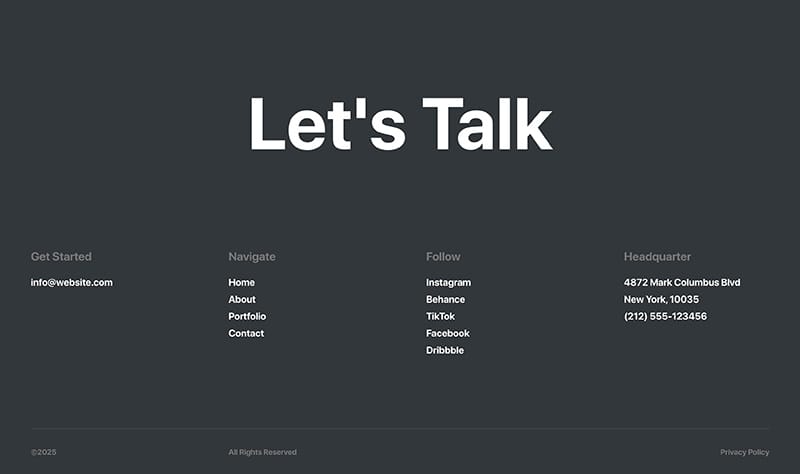 Let's Talk
Get Started
info@website.com
Navigate
Home
About
Portfolio
Contact
Follow
Instagram
Behance
TikTok
Facebook
Dribbble
Headquarter
4872 Mark Columbus Blvd
New York, 10035
(212) 555-123456
©2025
All Rights Reserved
Privacy Policy